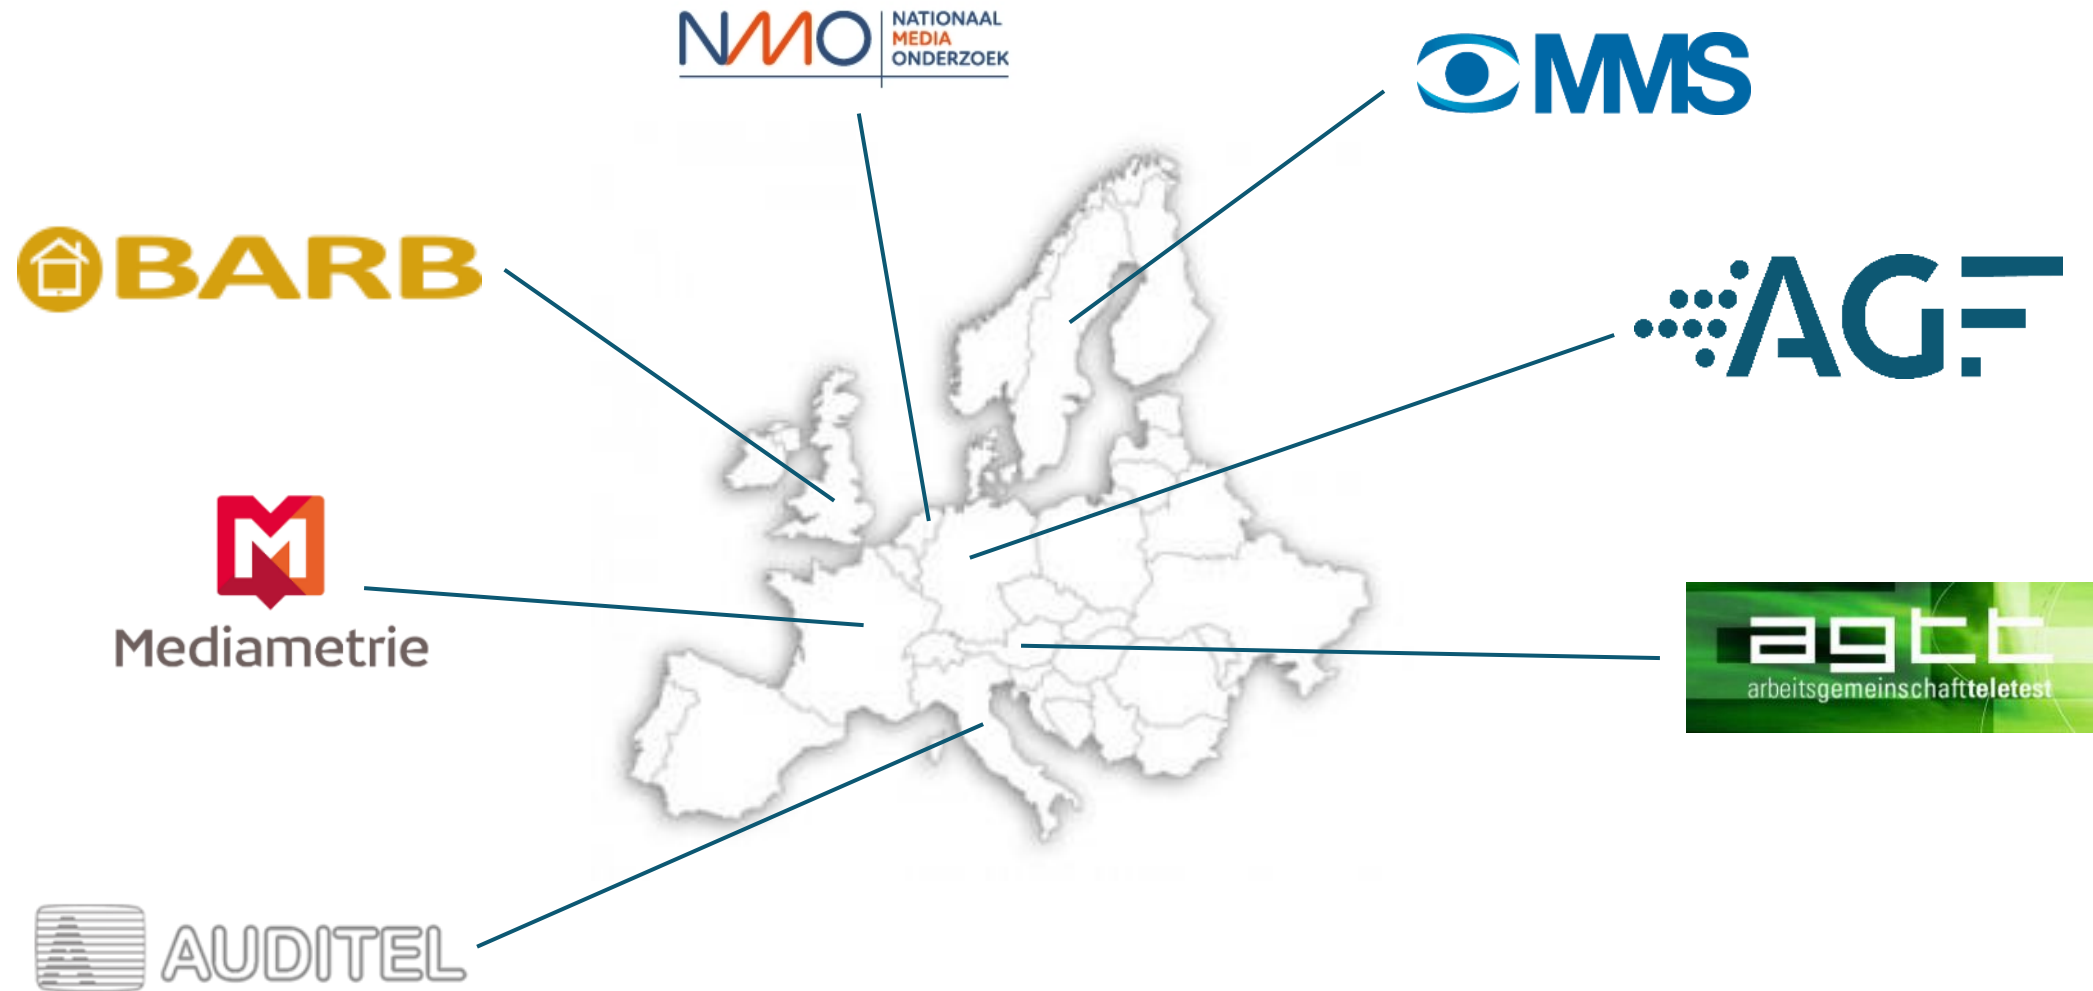 NMO
NATIONAAL
MEDIA
ONDERZOEK
MMS
BARB
AGF
M
Mediametrie
agtt
arbeitsgemeinschaftteletest
A
AUDITEL